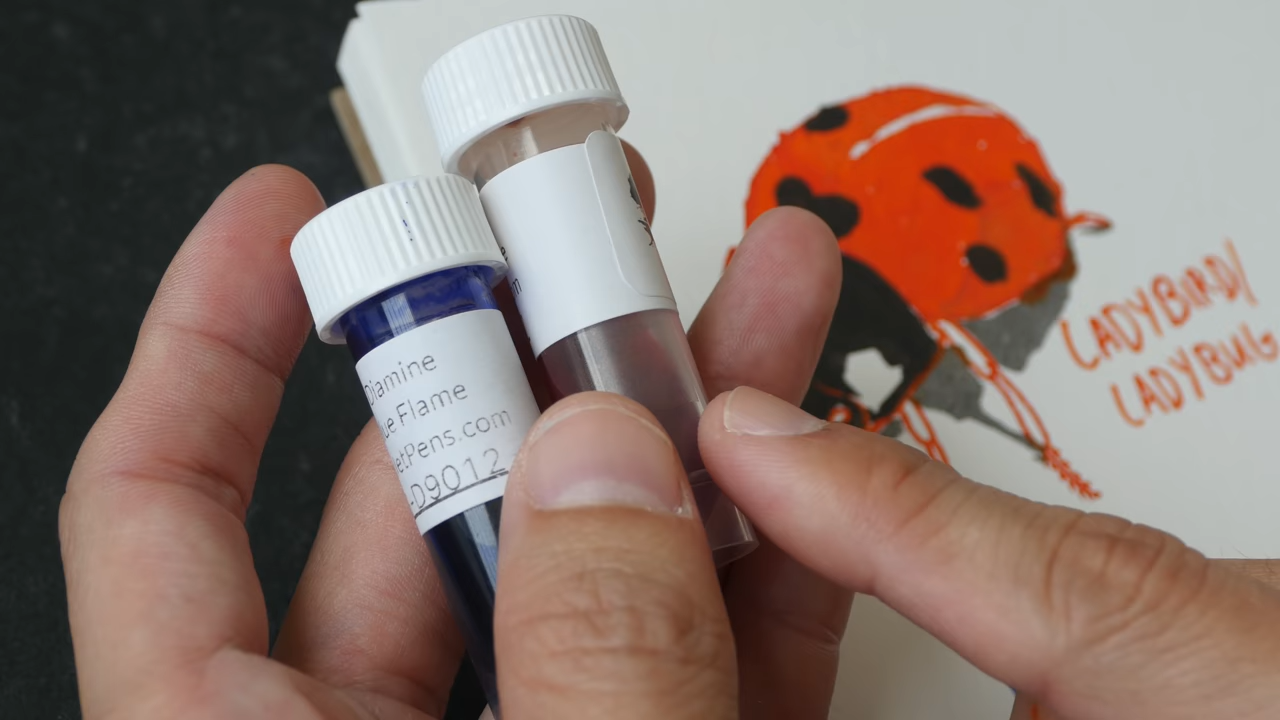 Diamine
ue Flame
etPens.com
-D9012
e
m
LADYBIRD/
LADYBUG